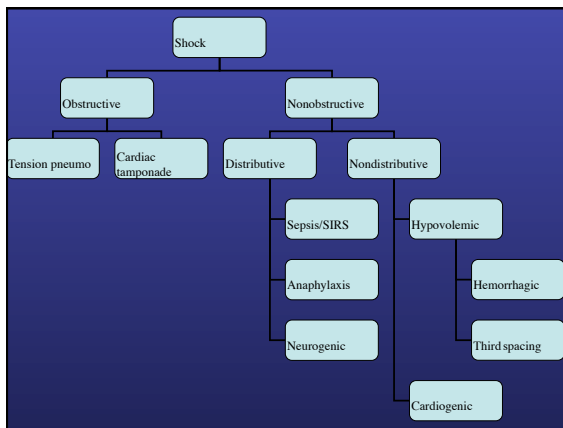 Shock
Obstructive
Nonobstructive
Tension pneumo
Cardiac
tamponade
Distributive
Nondistributive
Sepsis/SIRS
Hypovolemic
Anaphylaxis
Hemorrhagic
Neurogenic
Third spacing
Cardiogenic